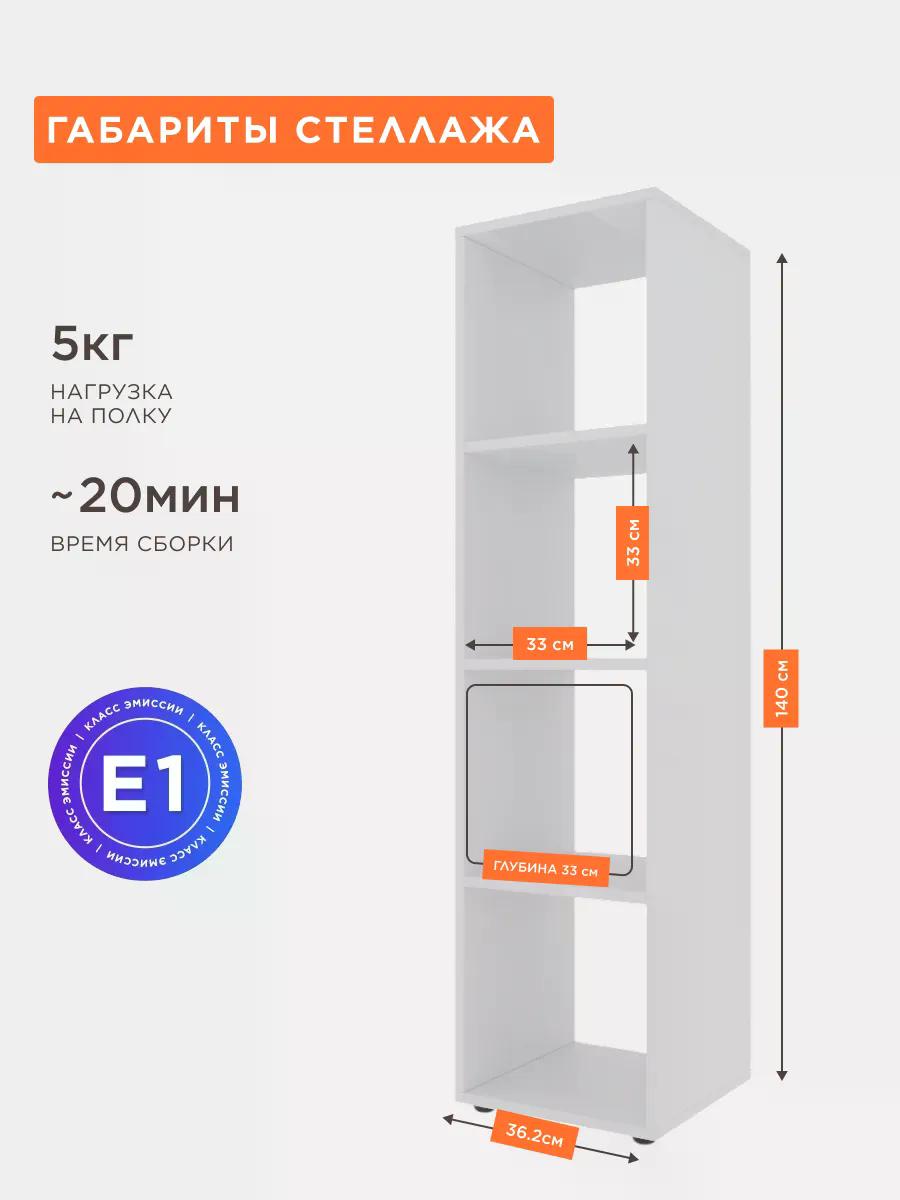 ГАБАРИТЫ СТЕЛЛАЖА
5кг
НАГРУЗКА
НА ПОЛКУ
~20мин
ВРЕМЯ СБОРКИ
КЛАСС ЭМИССИИ | КЛАСС ЭМИССИИ | КЛАСС ЭМИССИИ | КЛАСС ЭМИССИИ |
E1
33 см
33 см
140 см
ГЛУБИНА 33 см
36.2см